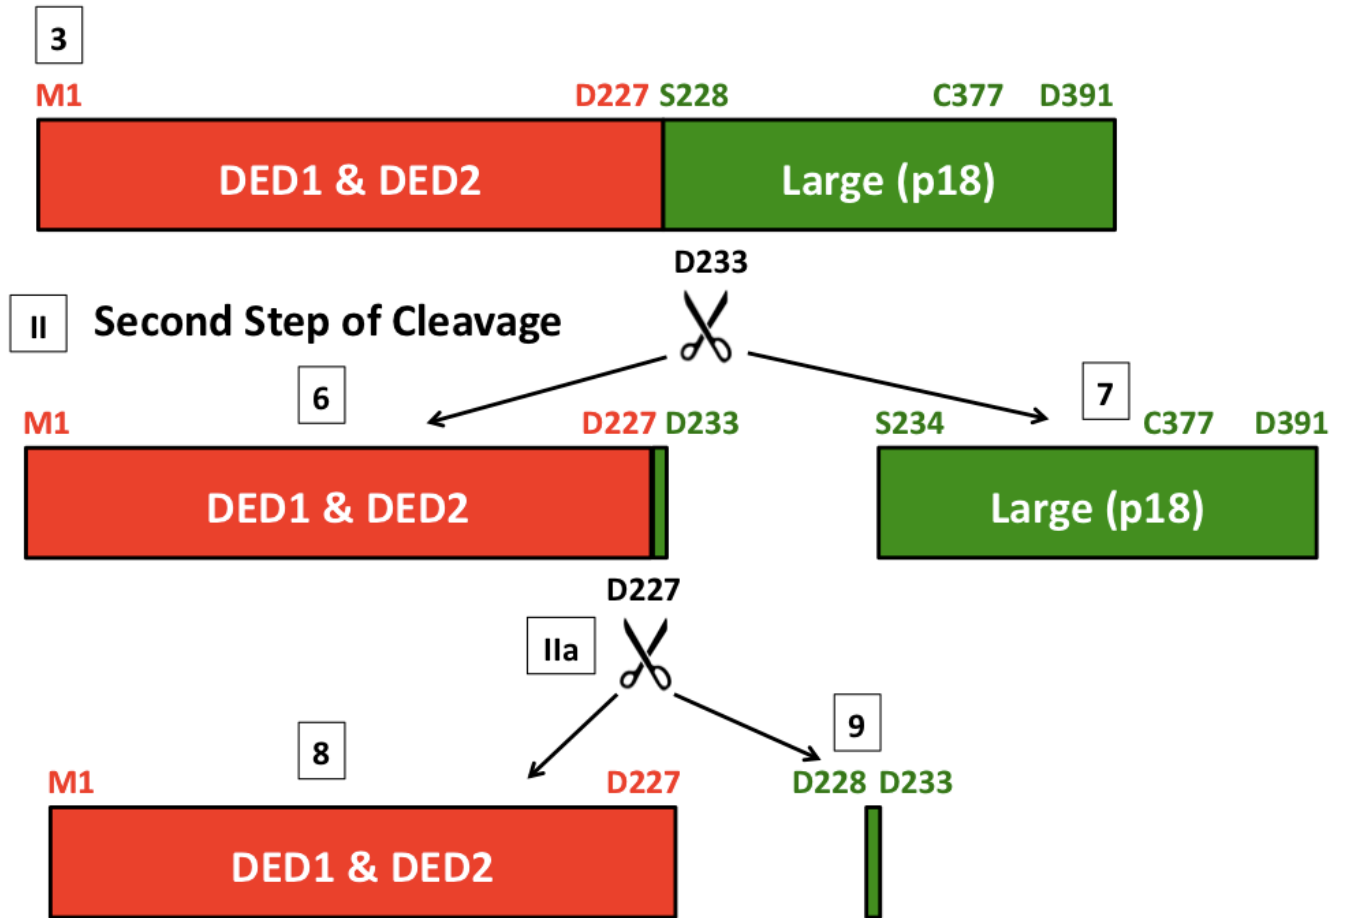 3
M1 D227 S228 C377 D391
DED1 & DED2 Large (p18)
D233
II Second Step of Cleavage
6 7
M1 D227 D233 S234 C377 D391
DED1 & DED2 Large (p18)
D227
IIa
8 9
M1 D227 D228 D233
DED1 & DED2